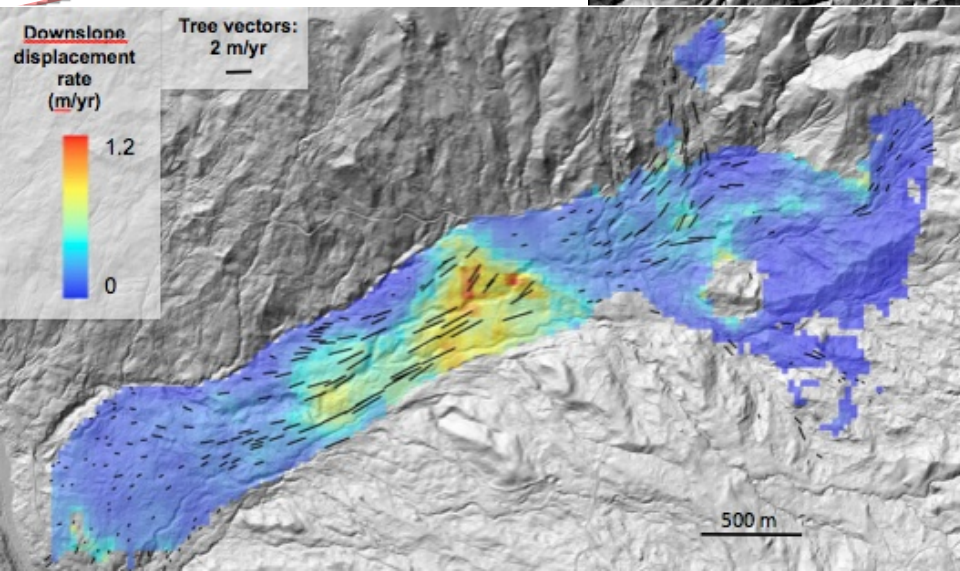 Downslope
displacement
rate
(m/yr)
1.2
0
Tree vectors:
2 m/yr
500 m